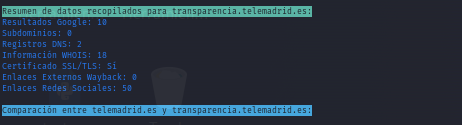 Resumen de datos recopilados para transparencia.telemadrid.es:
Resultados Google: 10
Subdominios: 0
Registros DNS: 2
Información WHOIS: 18
Certificado SSL/TLS: Sí
Enlaces Externos Wayback: 0
Enlaces Redes Sociales: 50
Comparación entre telemadrid.es y transparencia.telemadrid.es: